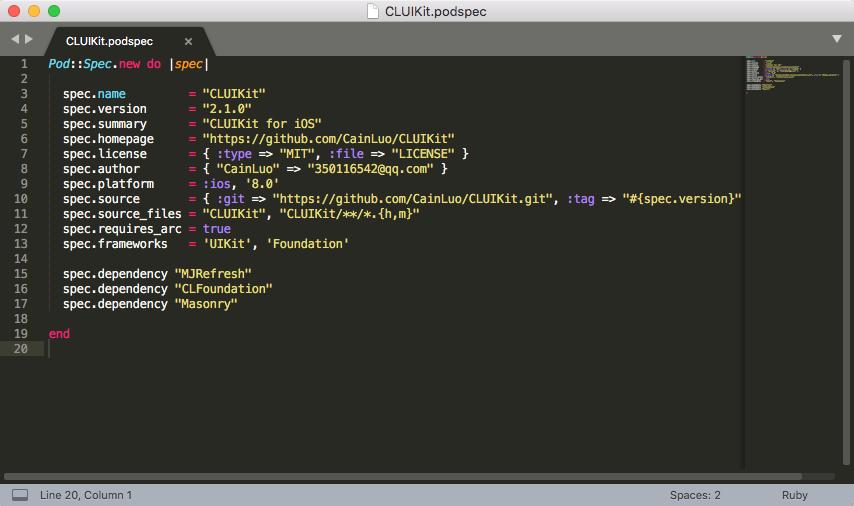 CLUIKit.podspec
CLUIKit.podspec ×
1 Pod::Spec.new do |spec|
2
3   spec.name         = "CLUIKit"
4   spec.version      = "2.1.0"
5   spec.summary      = "CLUIKit for iOS"
6   spec.homepage     = "https://github.com/CainLuo/CLUIKit"
7   spec.license      = { :type => "MIT", :file => "LICENSE" }
8   spec.author       = { "CainLuo" => "350116542@qq.com" }
9   spec.platform     = :ios, '8.0'
10   spec.source       = { :git => "https://github.com/CainLuo/CLUIKit.git", :tag => "#{spec.version}"
11   spec.source_files = "CLUIKit", "CLUIKit/**/*.{h,m}"
12   spec.requires_arc = true
13   spec.frameworks   = 'UIKit', 'Foundation'
14
15   spec.dependency "MJRefresh"
16   spec.dependency "CLFoundation"
17   spec.dependency "Masonry"
18
19 end
20
Line 20, Column 1 Spaces: 2 Ruby